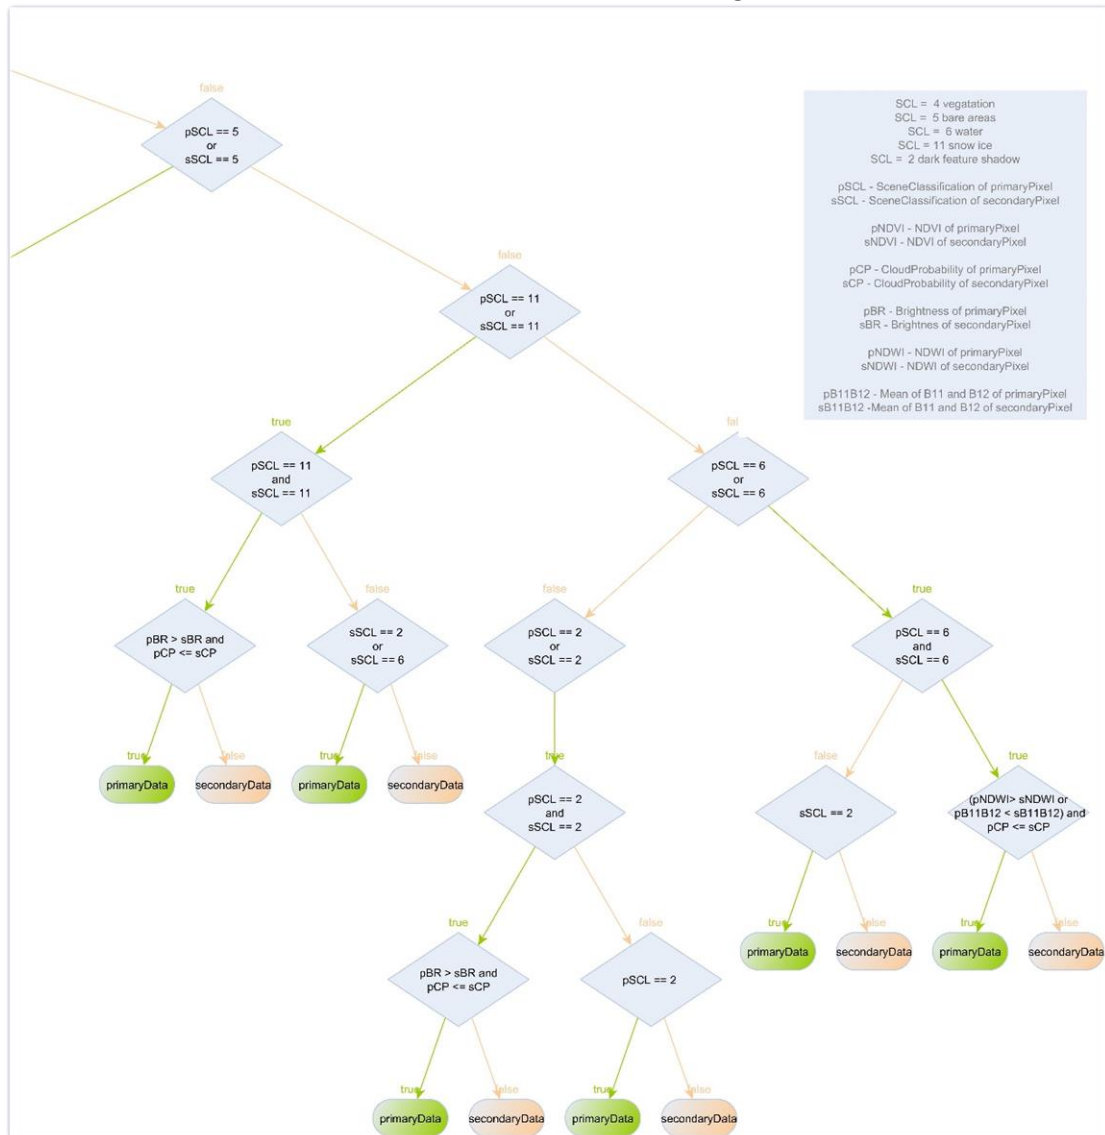 false
pSCL == 5
or
sSCL == 5
SCL = 4 vegatation
SCL = 5 bare areas
SCL = 6 water
SCL = 11 snow ice
SCL = 2 dark feature shadow
pSCL - SceneClassification of primaryPixel
sSCL - SceneClassification of secondaryPixel
pNDVI - NDVI of primaryPixel
sNDVI - NDVI of secondaryPixel
pCP - CloudProbability of primaryPixel
sCP - CloudProbability of secondaryPixel
pBR - Brightness of primaryPixel
sBR - Brightnes of secondaryPixel
pNDWI - NDWI of primaryPixel
sNDWI - NDWI of secondaryPixel
pB11B12 - Mean of B11 and B12 of primaryPixel
sB11B12 -Mean of B11 and B12 of secondaryPixel
false
pSCL == 11
or
sSCL == 11
true
pSCL == 11
and
sSCL == 11
pSCL == 6
or
sSCL == 6
true
pBR > sBR and
pCP <= sCP
false
sSCL == 2
or
sSCL == 6
false
pSCL == 2
or
sSCL == 2
true
pSCL == 6
and
sSCL == 6
true
false
true
false
primaryData
secondaryData
primaryData
secondaryData
true
pSCL == 2
and
sSCL == 2
false
sSCL == 2
true
(pNDWI> sNDWI or
pB11B12 < sB11B12) and
pCP <= sCP
true
false
true
false
primaryData
secondaryData
primaryData
secondaryData
true
pBR > sBR and
pCP <= sCP
false
pSCL == 2
true
false
true
false
primaryData
secondaryData
primaryData
secondaryData